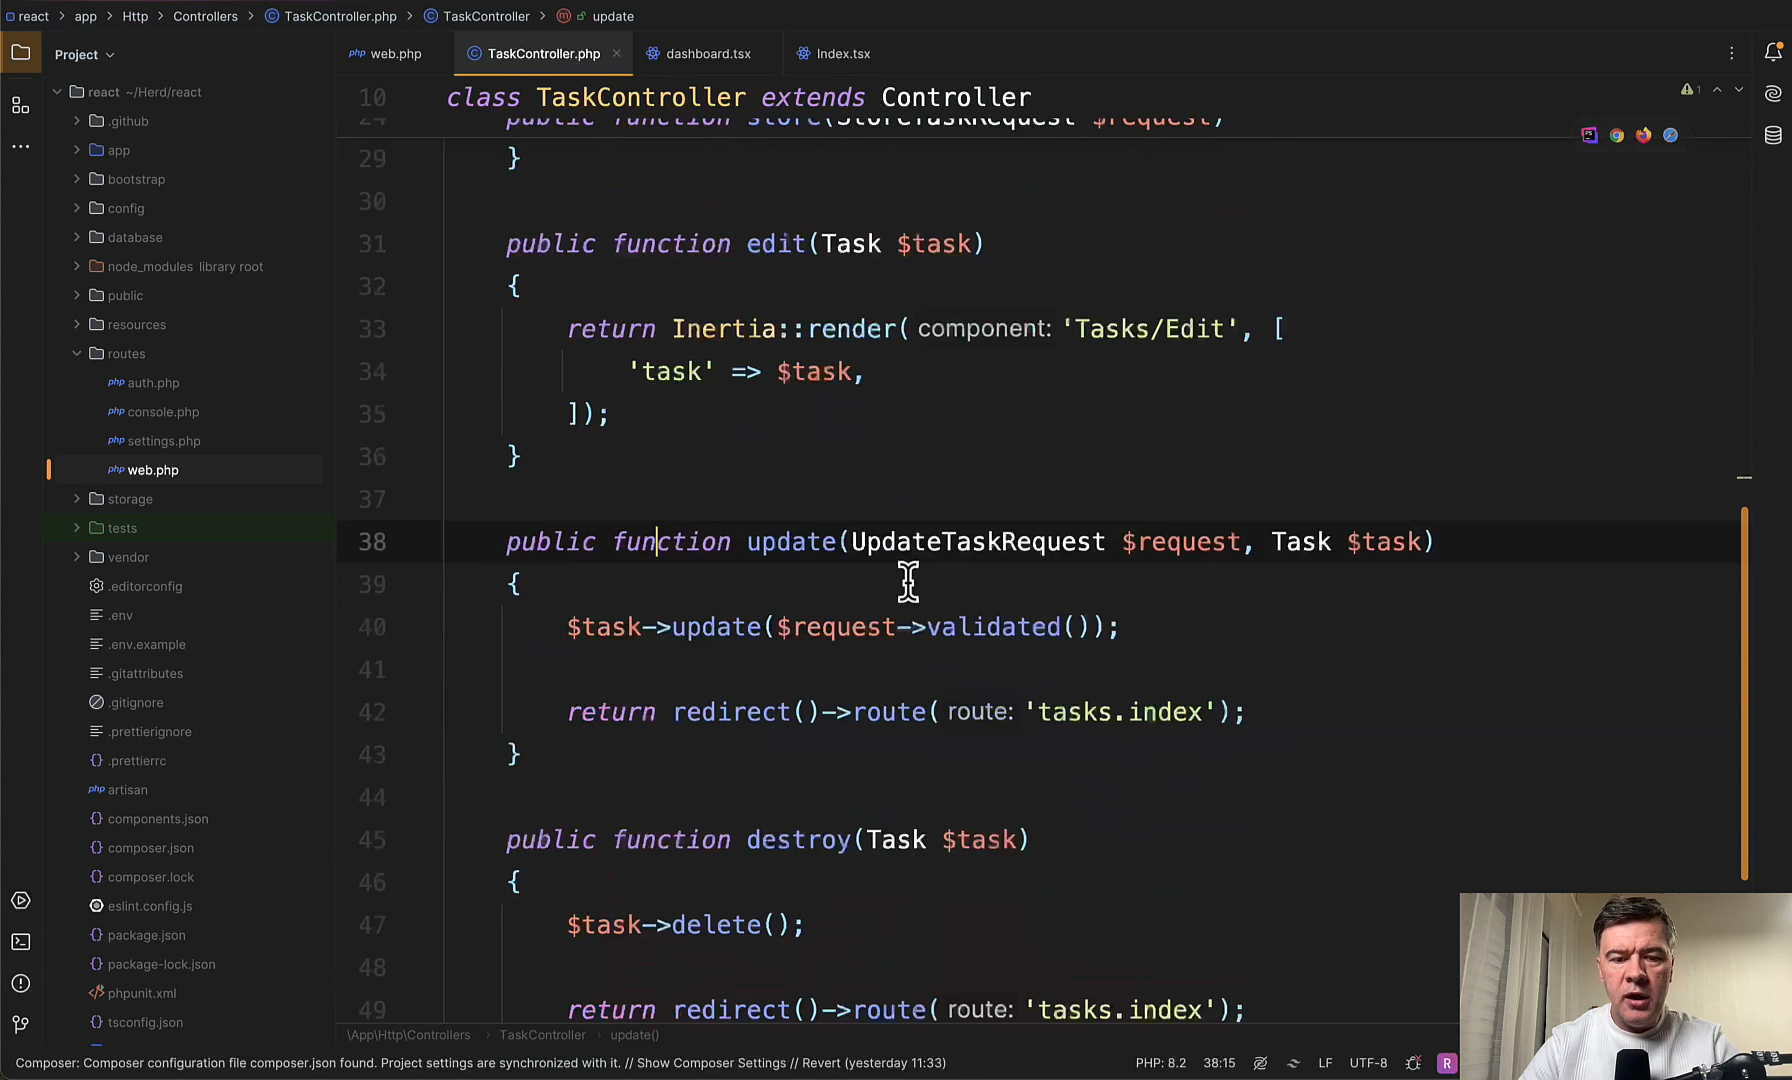 react app Http Controllers TaskController.php TaskController update
Project
web.php TaskController.php dashboard.tsx Index.tsx
react ~/Herd/react
.github
app
bootstrap
config
database
node_modules library root
public
resources
routes
auth.php
console.php
settings.php
web.php
storage
tests
vendor
.editorconfig
.env
.env.example
.gitattributes
.gitignore
.prettierignore
.prettierrc
artisan
components.json
composer.json
composer.lock
eslint.config.js
package.json
package-lock.json
phpunit.xml
tsconfig.json
10 class TaskController extends Controller
1
24 public function store(StoreTaskRequest $request)
29 }
30
31 public function edit(Task $task)
32 {
33 return Inertia::render( component: 'Tasks/Edit', [
34 'task' => $task,
35 ]);
36 }
37
38 public function update(UpdateTaskRequest $request, Task $task)
39 {
40 $task->update($request->validated());
41
42 return redirect()->route( route: 'tasks.index');
43 }
44
45 public function destroy(Task $task)
46 {
47 $task->delete();
48
49 return redirect()->route( route: 'tasks.index');
\App\Http\Controllers TaskController update()
Composer: Composer configuration file composer.json found. Project settings are synchronized with it. // Show Composer Settings // Revert (yesterday 11:33) PHP: 8.2 38:15 LF UTF-8 R